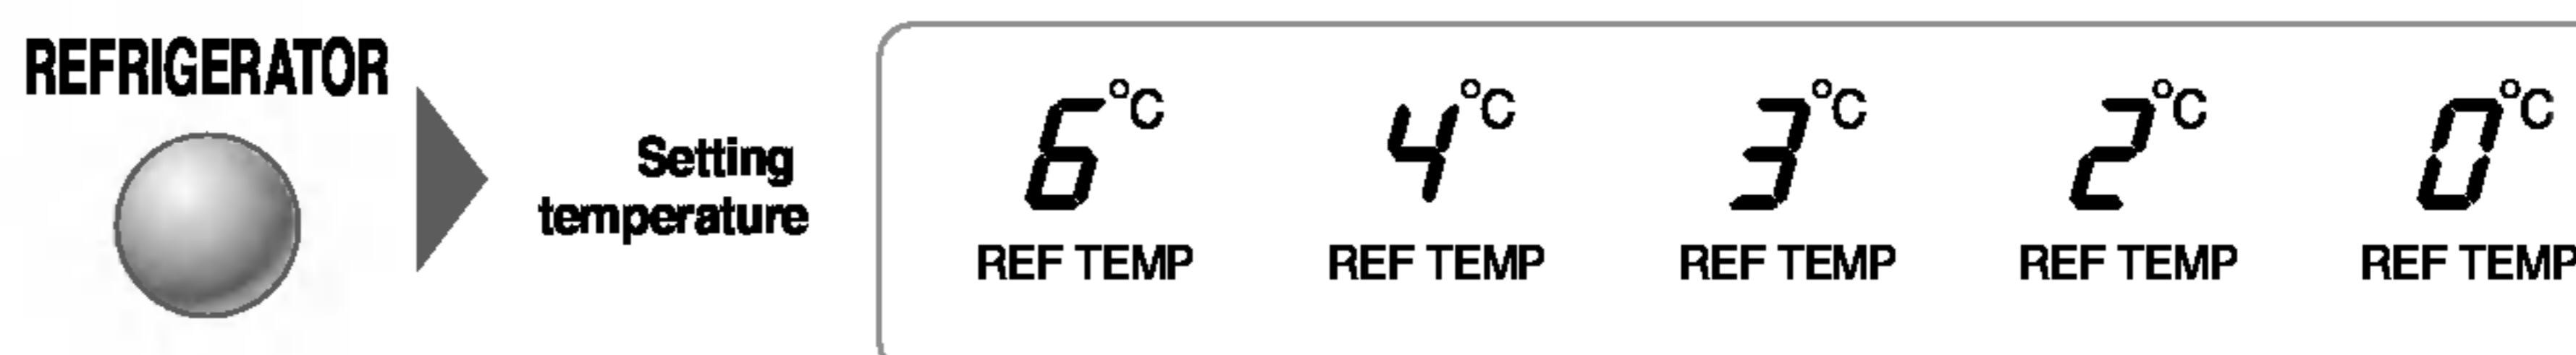 REFRIGERATOR
Setting
temperature
6°C 4°C 3°C 2°C 0°C
REF TEMP REF TEMP REF TEMP REF TEMP REF TEMP